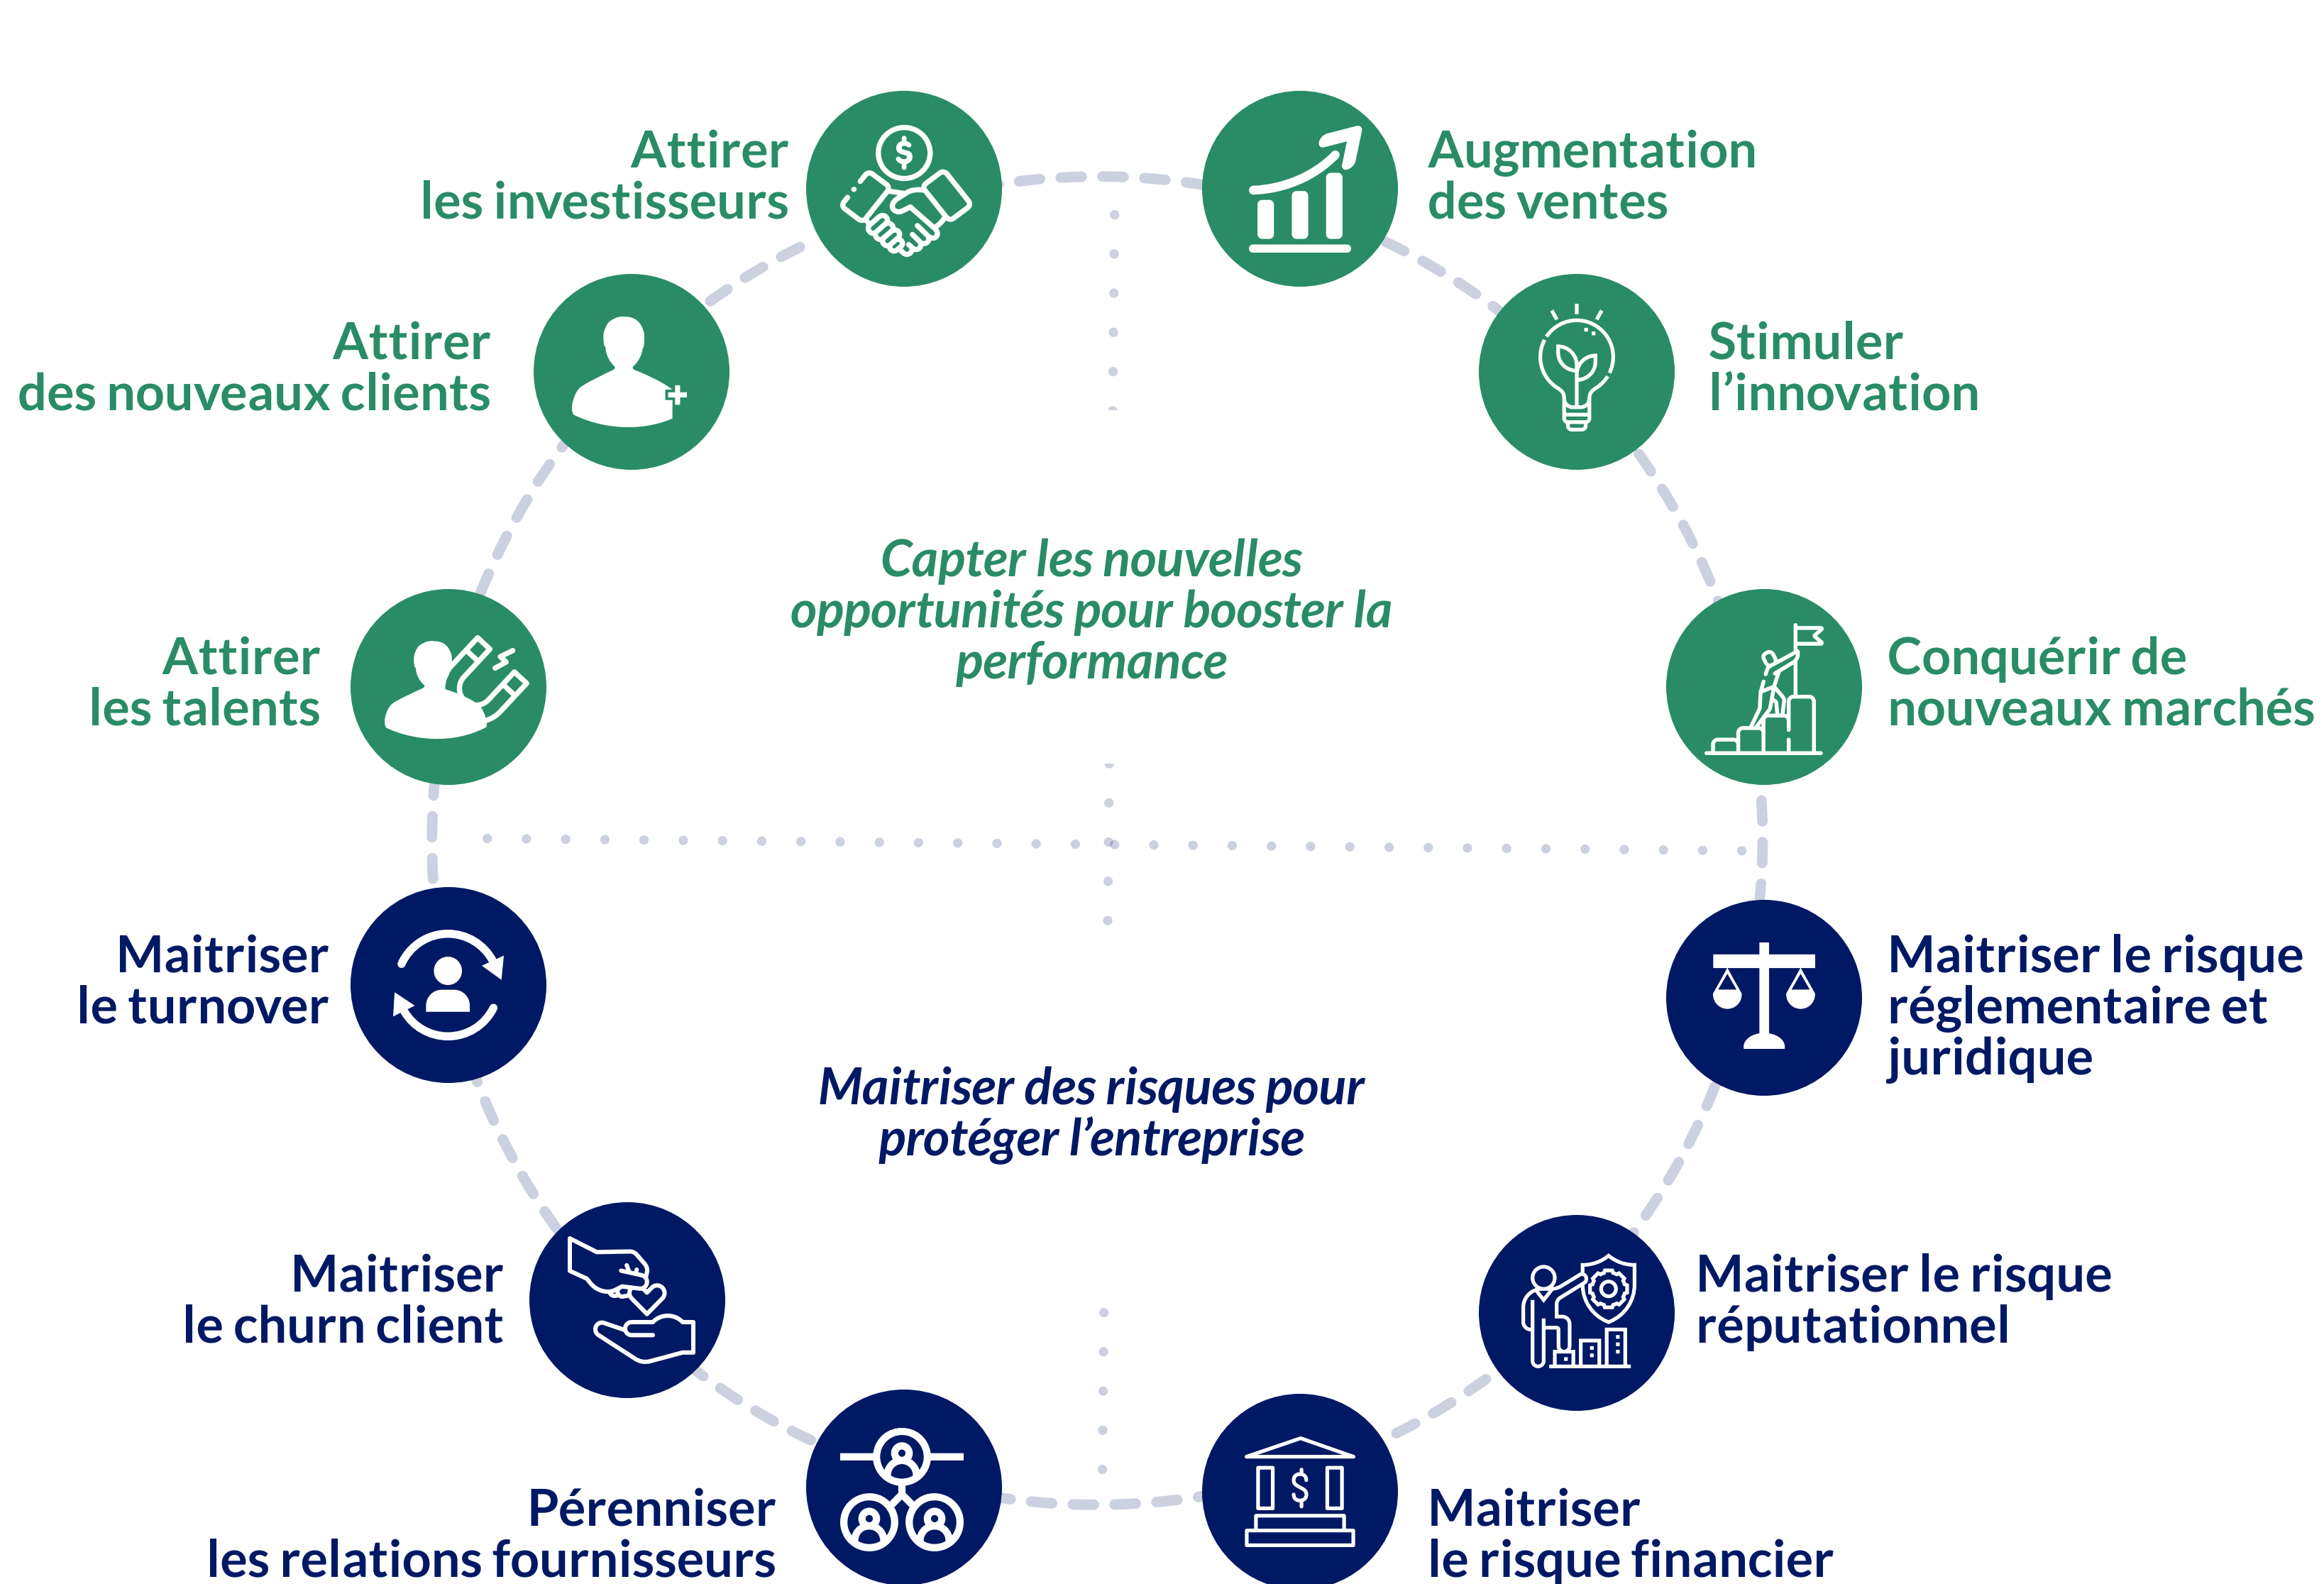 Attirer
les investisseurs
Augmentation
des ventes
Attirer
des nouveaux clients
Stimuler
l’innovation
Capter les nouvelles
opportunités pour booster la
performance
Attirer
les talents
Conquérir de
nouveaux marchés
Maitriser
le turnover
Maitriser le risque
réglementaire et
juridique
Maitriser des risques pour
protéger l’entreprise
Maitriser
le churn client
Maitriser le risque
réputationnel
Pérenniser
les relations fournisseurs
Maitriser
le risque financier